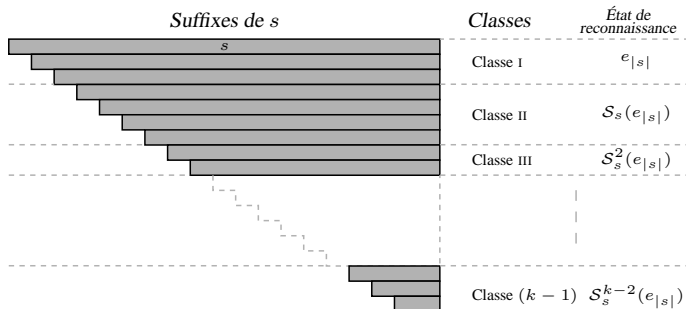 Suffixes de s
Classes
État de
reconnaissance
s
Classe I
e_{|s|}
Classe II
𝒮_s(e_{|s|})
Classe III
𝒮_s^2(e_{|s|})
Classe (k − 1)
𝒮_s^{k−2}(e_{|s|})